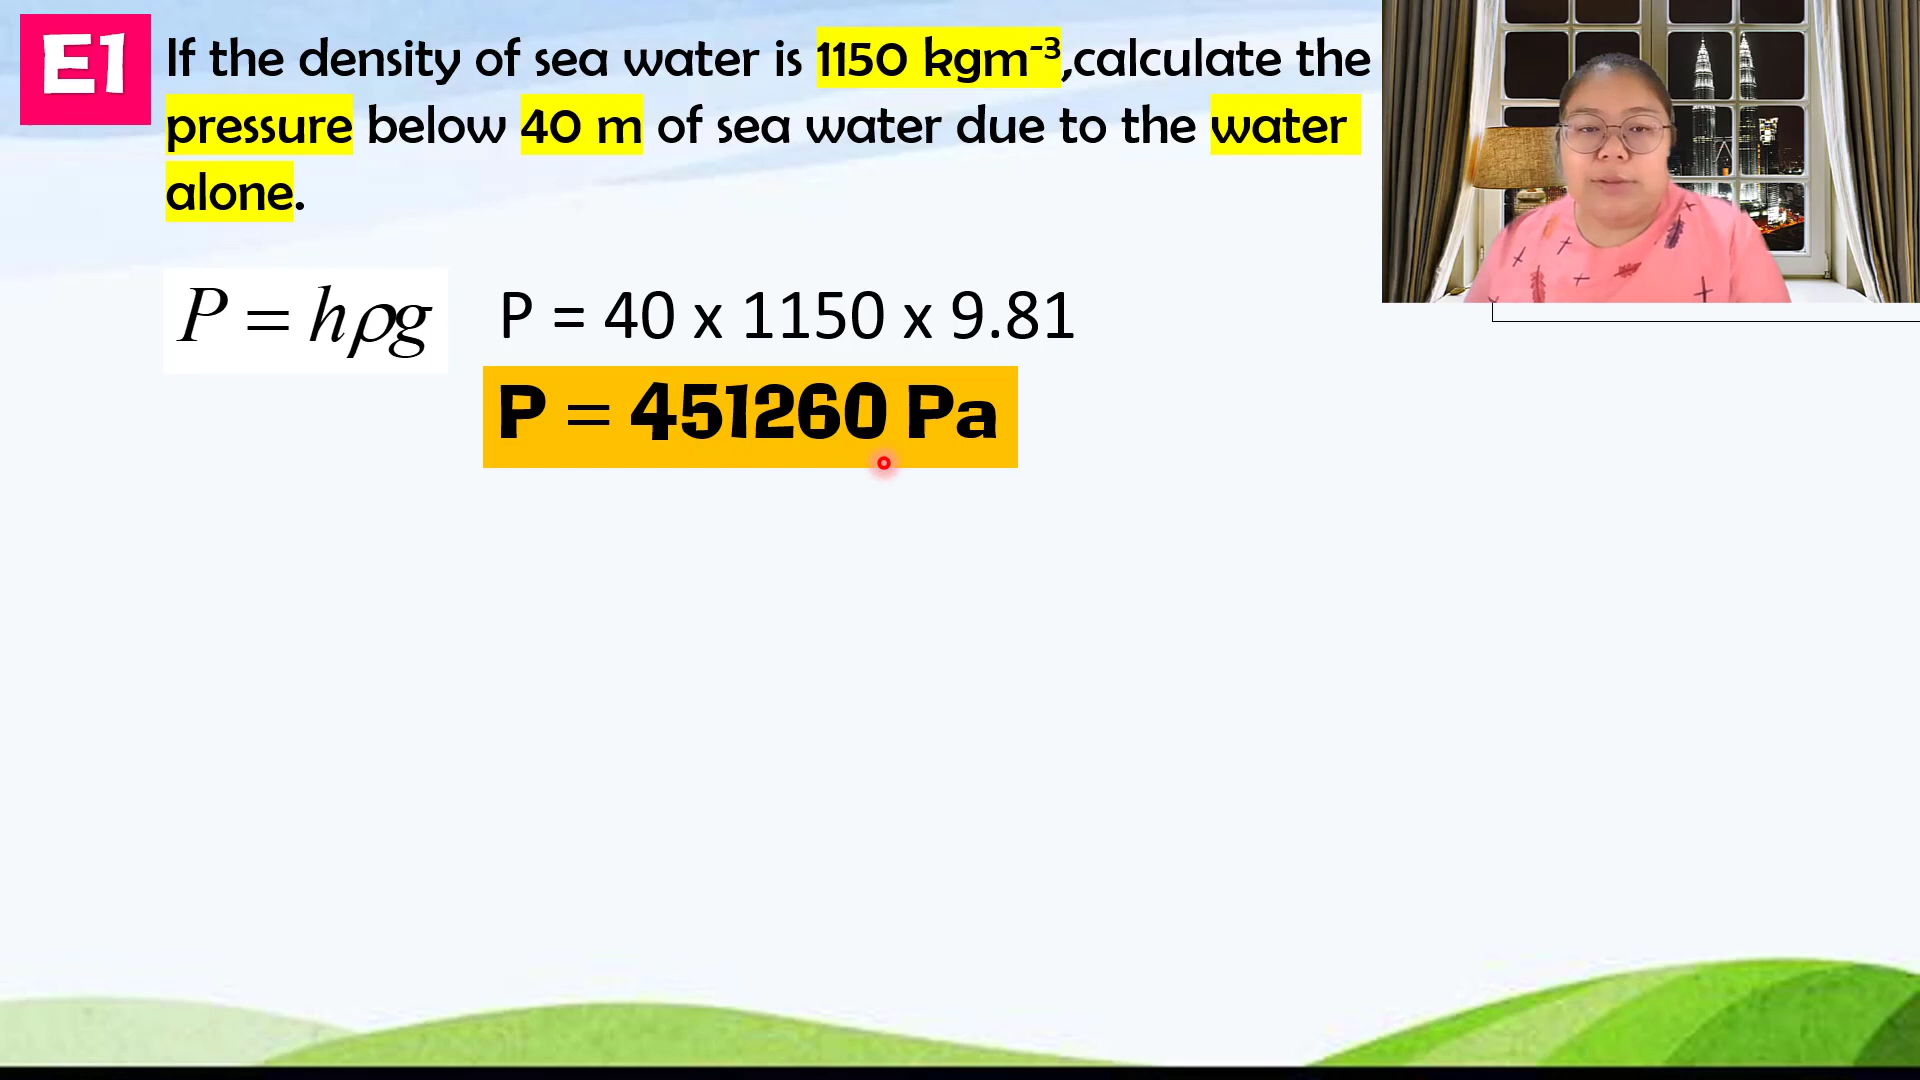 E1
If the density of sea water is 1150 kgm⁻³,calculate the
pressure below 40 m of sea water due to the water
alone.
P = hρg
P = 40 x 1150 x 9.81
P = 451260 Pa